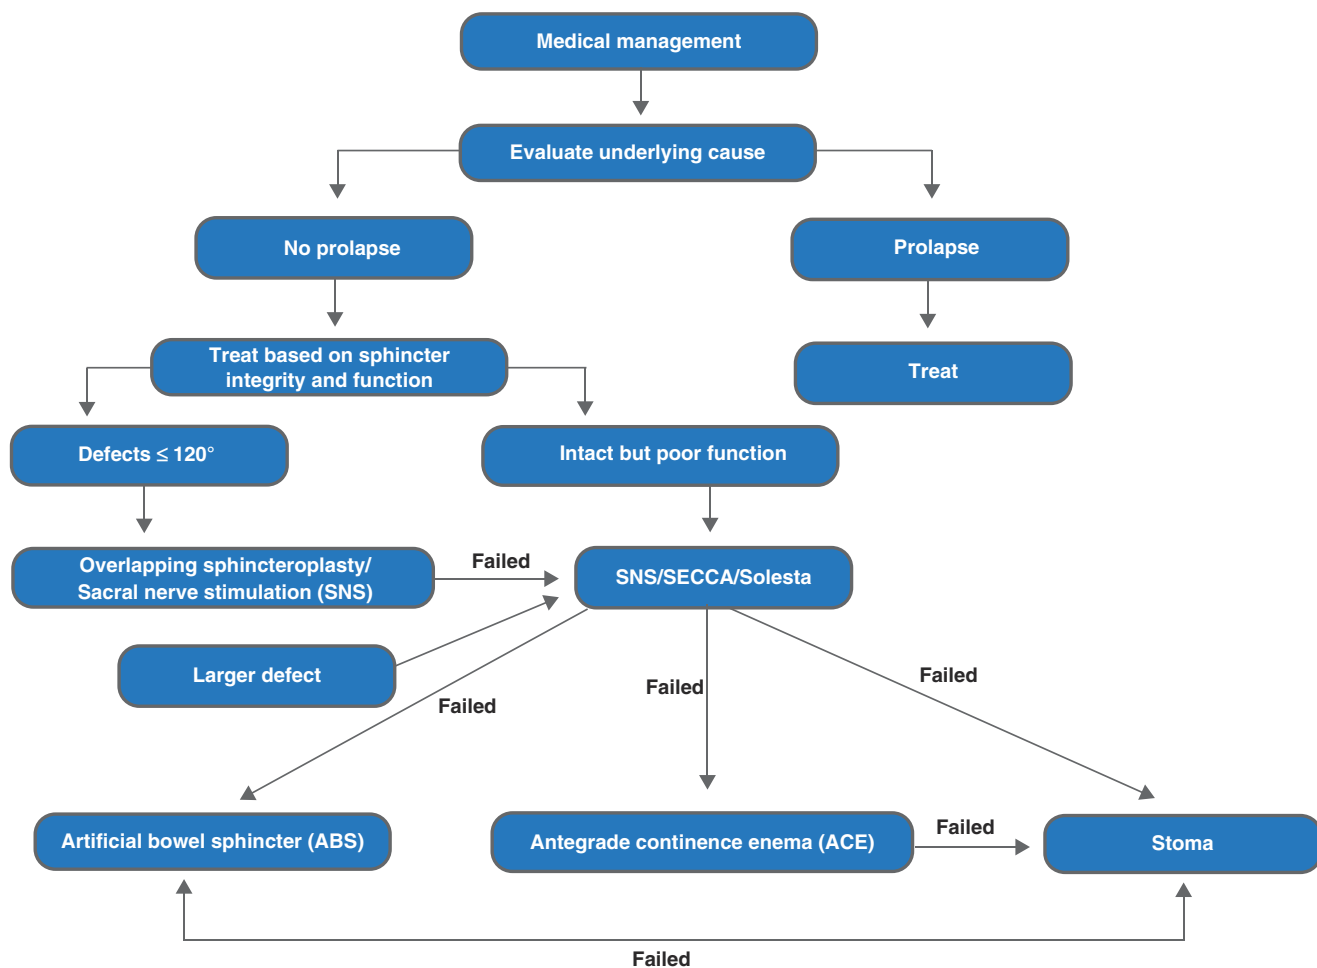 Medical management
Evaluate underlying cause
No prolapse
Prolapse
Treat based on sphincter
integrity and function
Treat
Defects ≤ 120°
Intact but poor function
Overlapping sphincteroplasty/
Sacral nerve stimulation (SNS)
Failed
SNS/SECCA/Solesta
Larger defect
Failed
Failed
Failed
Artificial bowel sphincter (ABS)
Antegrade continence enema (ACE)
Failed
Stoma
Failed